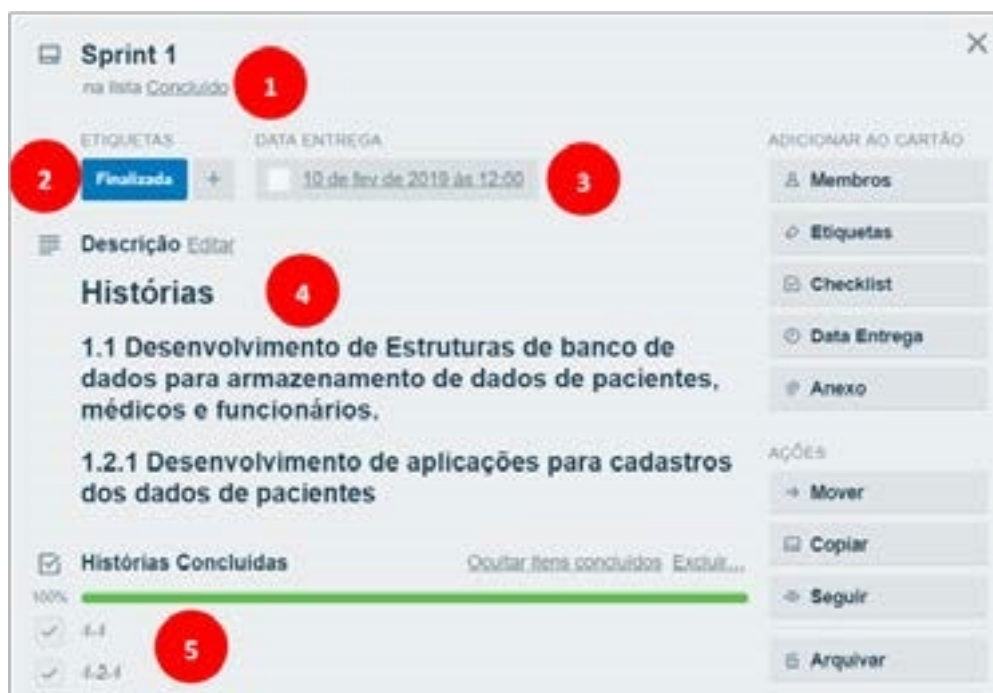 Sprint 1
na lista Concluído
1
ETIQUETAS
DATA ENTREGA
2
Finalizada
+
10 de fev de 2019 às 12:00
3
Descrição Editar
Histórias
4
1.1 Desenvolvimento de Estruturas de banco de
dados para armazenamento de dados de pacientes,
médicos e funcionários.
1.2.1 Desenvolvimento de aplicações para cadastros
dos dados de pacientes
Histórias Concluídas
Ocultar itens concluídos Excluir...
100%
1.1
5
1.2.1
ADICIONAR AO CARTÃO
Membros
Etiquetas
Checklist
Data Entrega
Anexo
AÇÕES
Mover
Copiar
Seguir
Arquivar